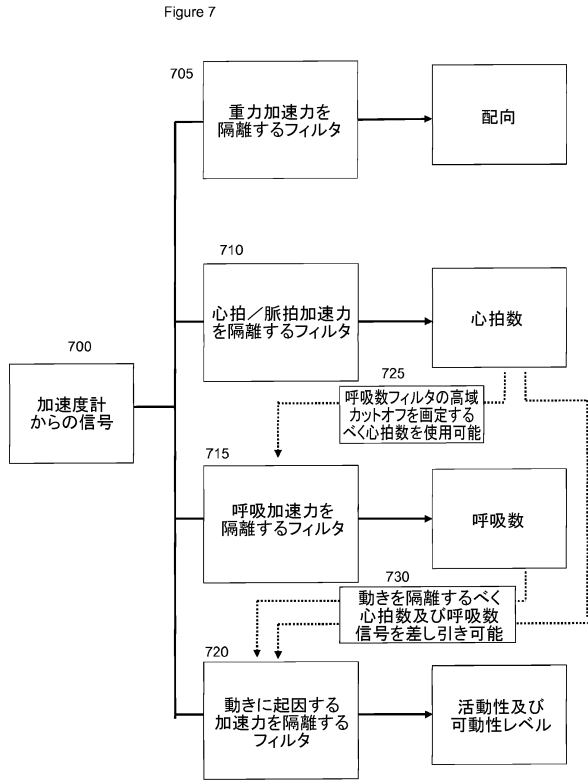 Figure 7
705
重力加速力を
隔離するフィルタ
配向
710
心拍／脈拍加速力
を隔離するフィルタ
心拍数
700
加速度計
からの信号
725
呼吸数フィルタの高域
カットオフを画定する
べく心拍数を使用可能
715
呼吸加速力を
隔離するフィルタ
呼吸数
730
動きを隔離するべく
心拍数及び呼吸数
信号を差し引き可能
720
動きに起因する
加速力を隔離する
フィルタ
活動性及び
可動性レベル